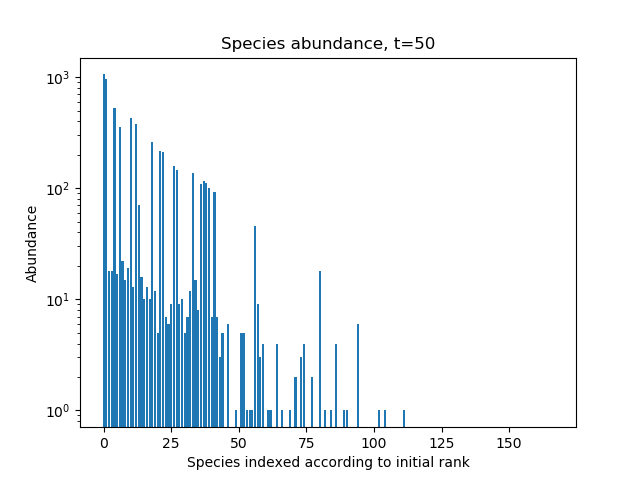 Species abundance, t=50
10³
10²
10¹
10⁰
Abundance
0 25 50 75 100 125 150
Species indexed according to initial rank